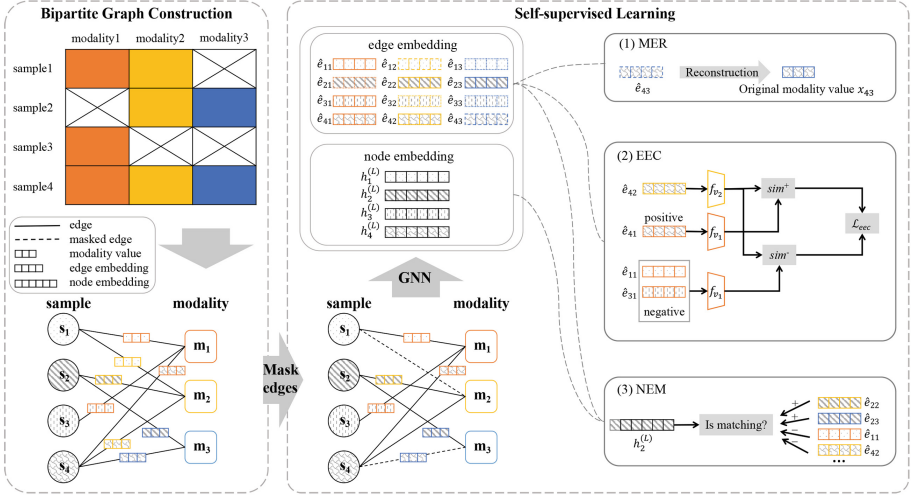 Bipartite Graph Construction
modality1 modality2 modality3
sample1
sample2
sample3
sample4
edge
masked edge
modality value
edge embedding
node embedding
sample modality
s1
s2
s3
s4
m1
m2
m3
Mask
edges
Self-supervised Learning
edge embedding
ê11 ê12 ê13
ê21 ê22 ê23
ê31 ê32 ê33
ê41 ê42 ê43
node embedding
h1(L)
h2(L)
h3(L)
h4(L)
GNN
sample modality
s1
s2
s3
s4
m1
m2
m3
(1) MER
Reconstruction
ê43
Original modality value x43
(2) EEC
ê42
fv2
sim+
positive
ê41
fv1
ℒeec
sim-
ê11
ê31
fv1
negative
(3) NEM
h2(L)
Is matching?
+
+
−
−
ê22
ê23
ê11
ê42
...